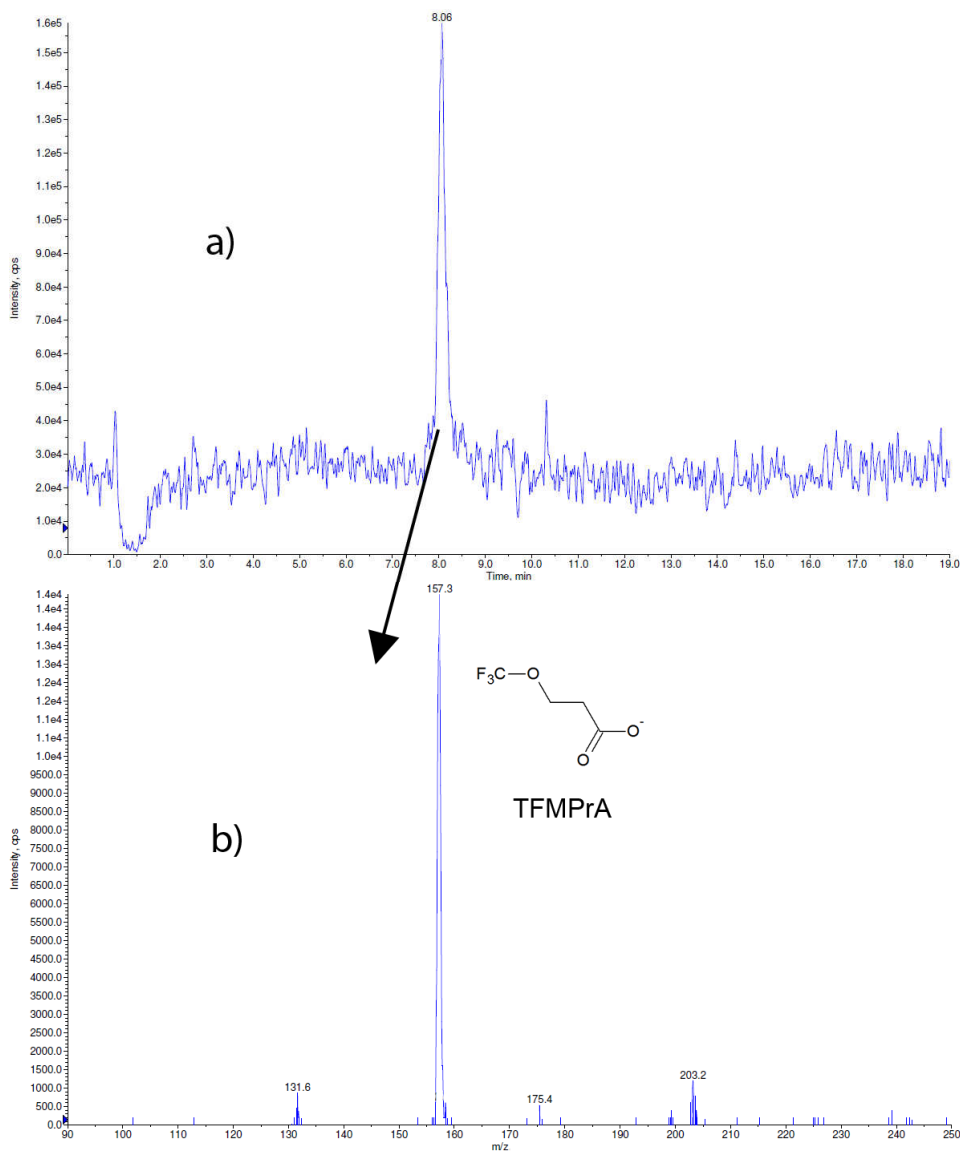 8.06
1.6e5
1.5e5
1.4e5
1.3e5
1.2e5
1.1e5
1.0e5
9.0e4
8.0e4
7.0e4
6.0e4
5.0e4
4.0e4
3.0e4
2.0e4
1.0e4
0.0
Intensity, cps
a)
1.0 2.0 3.0 4.0 5.0 6.0 7.0 8.0 9.0 10.0 11.0 12.0 13.0 14.0 15.0 16.0 17.0 18.0 19.0
Time, min
157.3
1.4e4
1.4e4
1.3e4
1.3e4
1.2e4
1.2e4
1.1e4
1.1e4
1.0e4
9500.0
9000.0
8500.0
8000.0
7500.0
7000.0
6500.0
6000.0
5500.0
5000.0
4500.0
4000.0
3500.0
3000.0
2500.0
2000.0
1500.0
1000.0
500.0
0.0
Intensity, cps
F3C O
O-
O
TFMPrA
b)
131.6
175.4
203.2
90 100 110 120 130 140 150 160 170 180 190 200 210 220 230 240 250
m/z